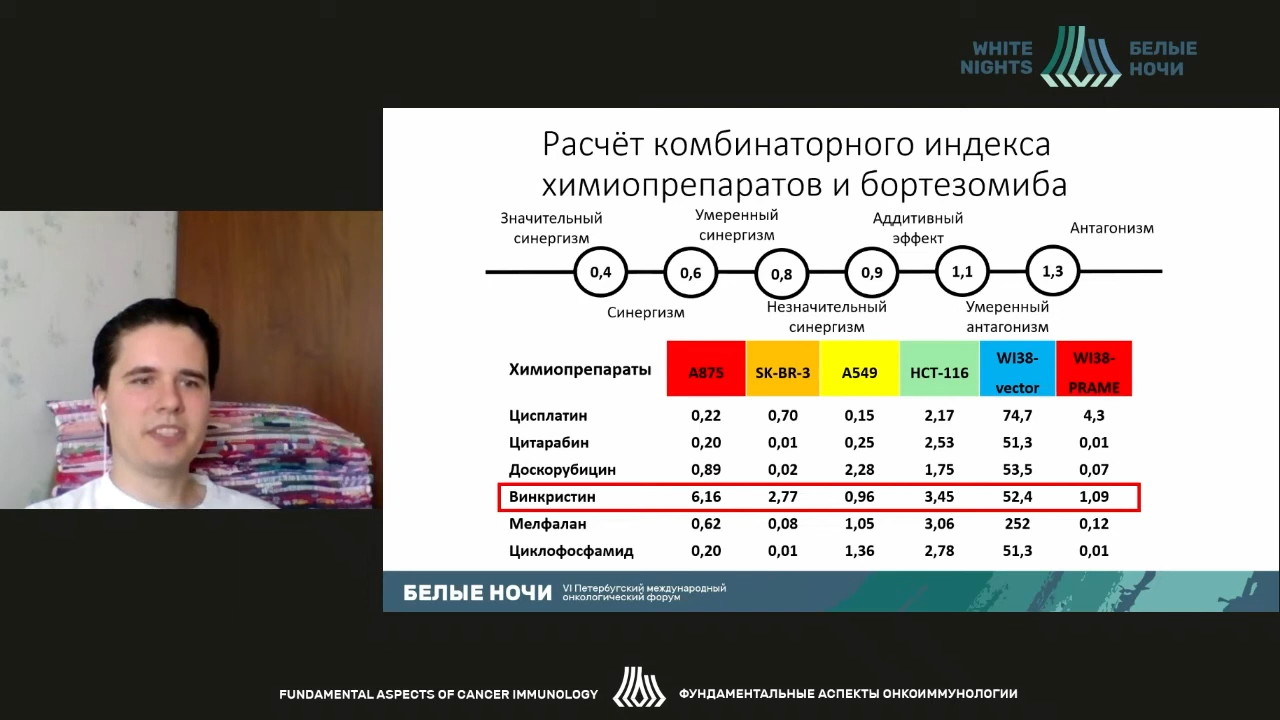 WHITE
NIGHTS
БЕЛЫЕ
НОЧИ
Расчёт комбинаторного индекса
химиопрепаратов и бортезомиба
Значительный
синергизм
Умеренный
синергизм
Аддитивный
эффект
Антагонизм
0,4 0,6 0,8 0,9 1,1 1,3
Синергизм
Незначительный
синергизм
Умеренный
антагонизм
Химиопрепараты A875 SK-BR-3 A549 HCT-116 WI38-vector WI38-PRAME
Цисплатин 0,22 0,70 0,15 2,17 74,7 4,3
Цитарабин 0,20 0,01 0,25 2,53 51,3 0,01
Доскорубицин 0,89 0,02 2,28 1,75 53,5 0,07
Винкристин 6,16 2,77 0,96 3,45 52,4 1,09
Мелфалан 0,62 0,08 1,05 3,06 252 0,12
Циклофосфамид 0,20 0,01 1,36 2,78 51,3 0,01
БЕЛЫЕ НОЧИ
VI Петербугский международный
онкологический форум
FUNDAMENTAL ASPECTS OF CANCER IMMUNOLOGY
ФУНДАМЕНТАЛЬНЫЕ АСПЕКТЫ ОНКОИММУНОЛОГИИ